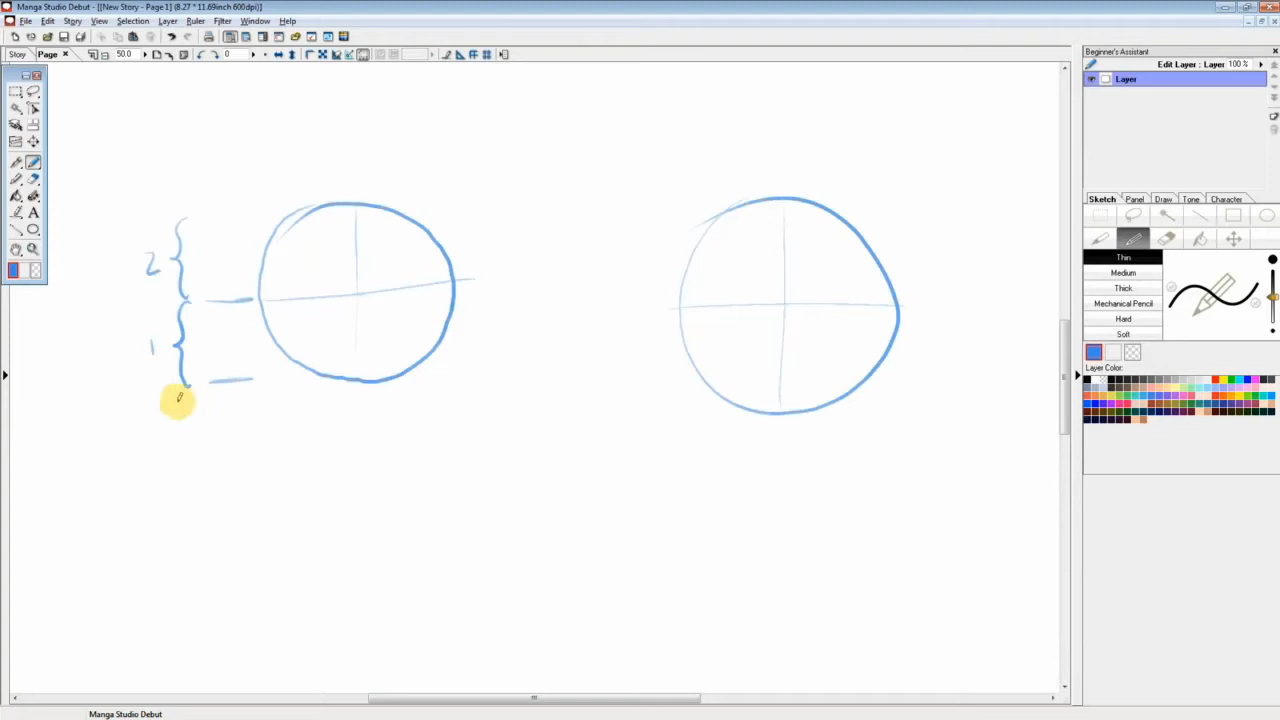 Manga Studio Debut - [[New Story - Page1] (8.27 * 11.69inch 600dpi)]
File Edit Story View Selection Layer Ruler Filter Window Help
Story Page 50.0 0
Beginner's Assistant
Edit Layer : Layer 100 %
Layer
Sketch Panel Draw Tone Character
Thin
Medium
Thick
Mechanical Pencil
Hard
Soft
Layer Color:
A
2
1
Manga Studio Debut